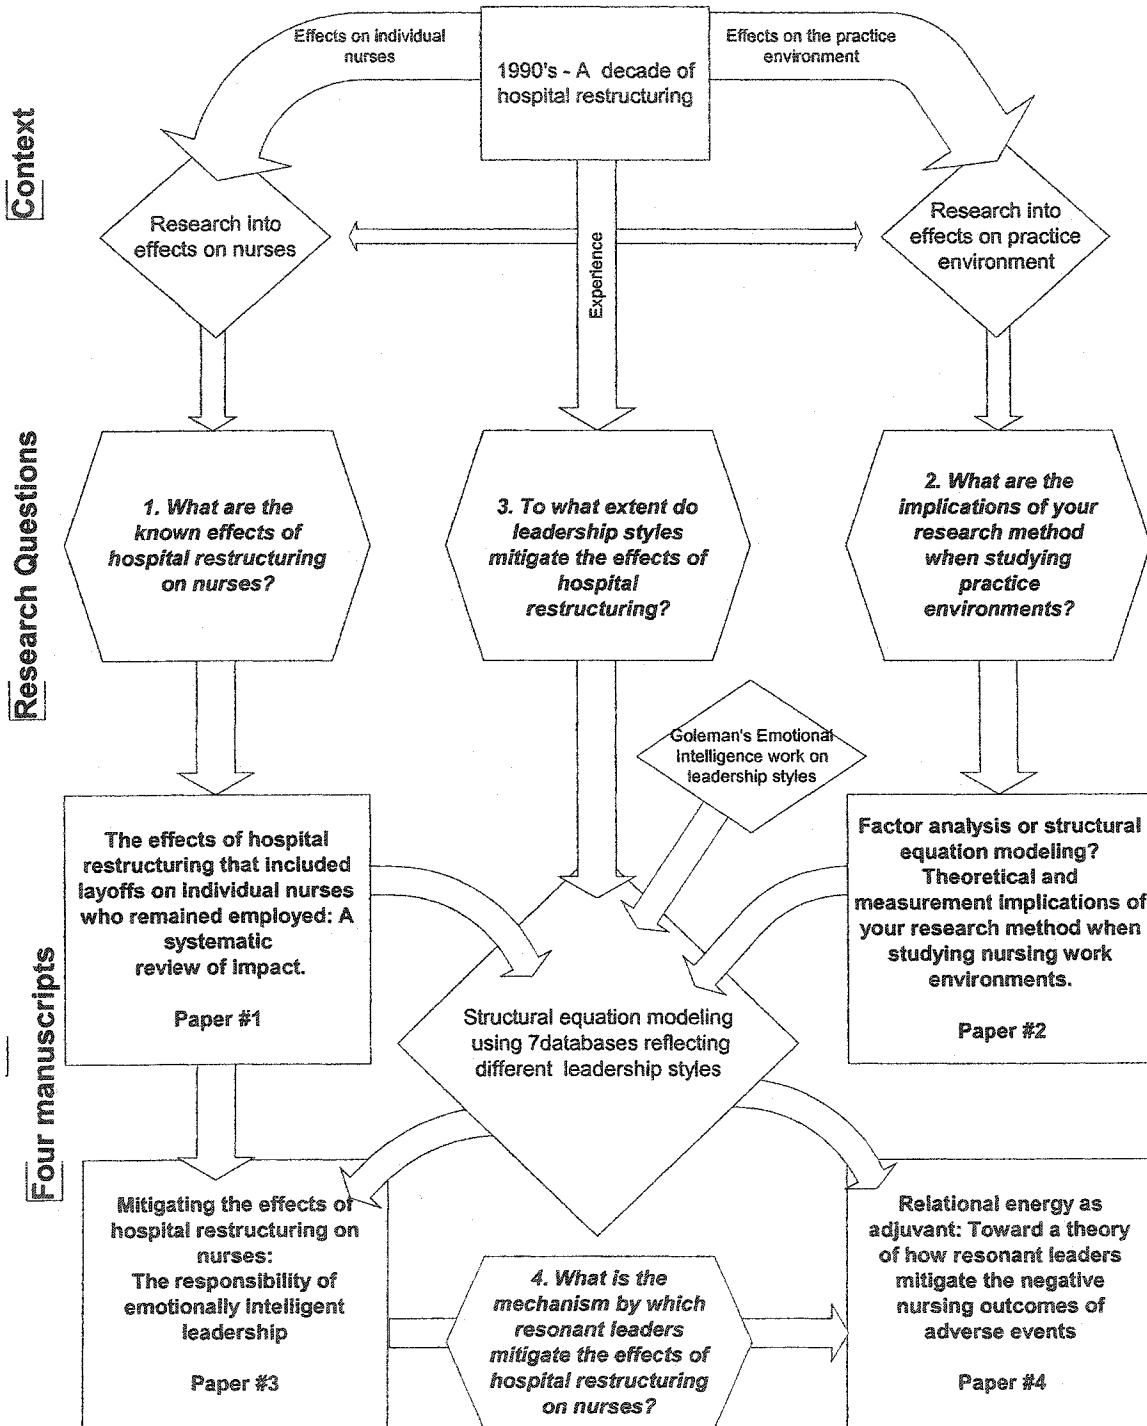 Effects on individual
nurses
1990's - A decade of
hospital restructuring
Effects on the practice
environment
Context
Research into
effects on nurses
Experience
Research into
effects on practice
environment
Research Questions
1. What are the
known effects of
hospital restructuring
on nurses?
3. To what extent do
leadership styles
mitigate the effects of
hospital
restructuring?
2. What are the
implications of your
research method
when studying
practice
environments?
Goleman's Emotional
Intelligence work on
leadership styles
Four manuscripts
The effects of hospital
restructuring that included
layoffs on individual nurses
who remained employed: A
systematic
review of impact.
Paper #1
Factor analysis or structural
equation modeling?
Theoretical and
measurement implications of
your research method when
studying nursing work
environments.
Paper #2
Structural equation modeling
using 7databases reflecting
different leadership styles
Mitigating the effects of
hospital restructuring on
nurses:
The responsibility of
emotionally intelligent
leadership
Paper #3
4. What is the
mechanism by which
resonant leaders
mitigate the effects of
hospital restructuring
on nurses?
Relational energy as
adjuvant: Toward a theory
of how resonant leaders
mitigate the negative
nursing outcomes of
adverse events
Paper #4